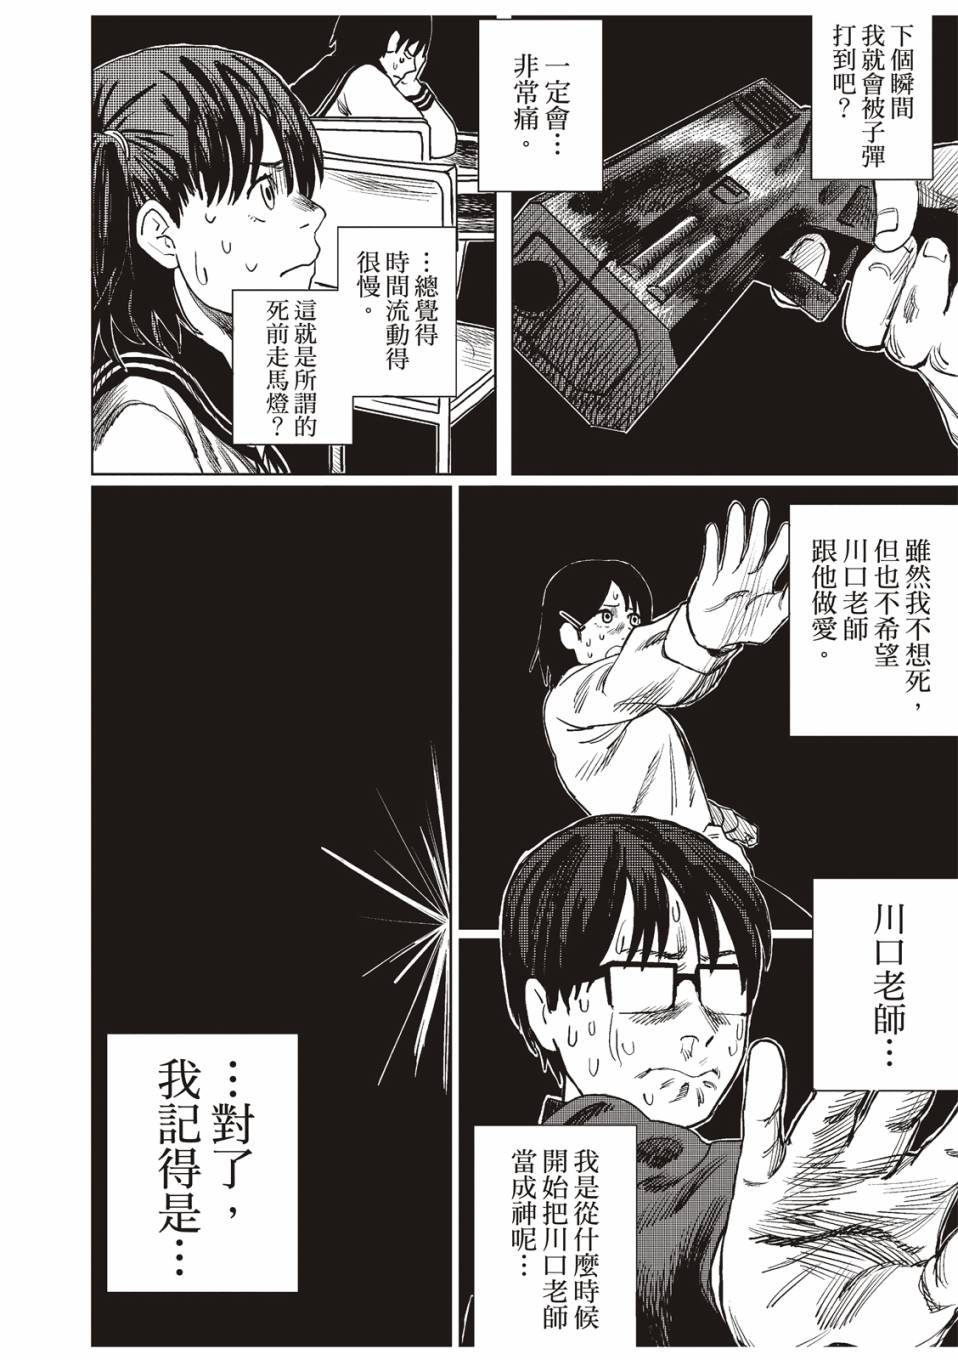 下個瞬間
我就會被子彈
打到吧？
一定會…
非常痛。
…總覺得
時間流動得
很慢。
這就是所謂的
死前走馬燈？
雖然我不想死，
但也不希望
川口老師
跟他做愛。
川口老師…
我是從什麼時候
開始把川口老師
當成神呢…
…對了，
我記得是…